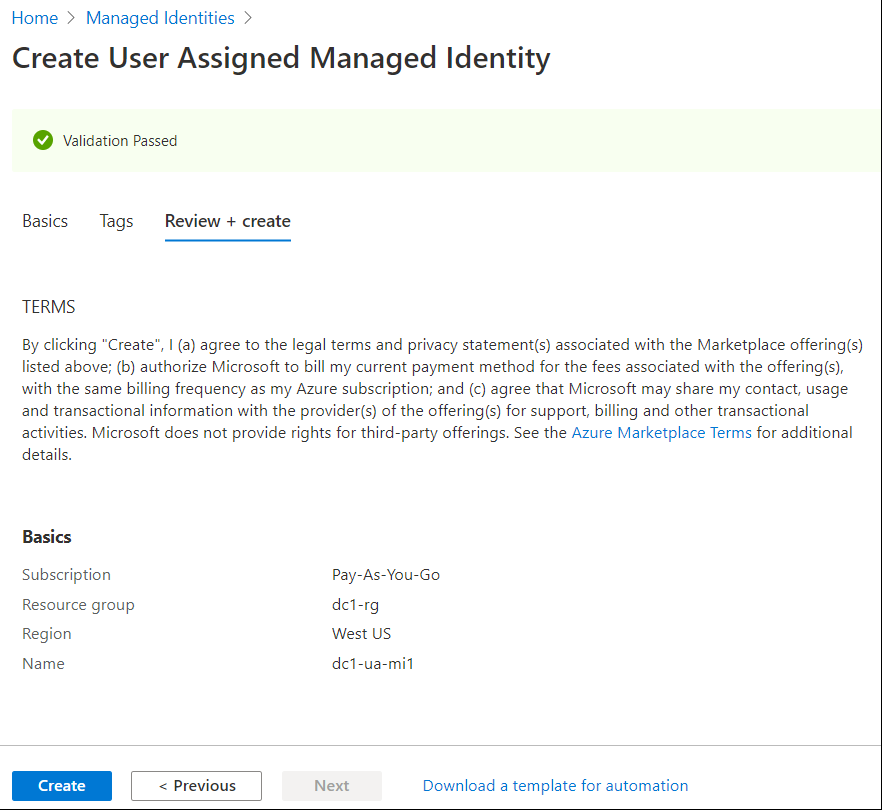 Home > Managed Identities >
Create User Assigned Managed Identity
Validation Passed
Basics Tags Review + create
TERMS
By clicking "Create", I (a) agree to the legal terms and privacy statement(s) associated with the Marketplace offering(s)
listed above; (b) authorize Microsoft to bill my current payment method for the fees associated with the offering(s),
with the same billing frequency as my Azure subscription; and (c) agree that Microsoft may share my contact, usage
and transactional information with the provider(s) of the offering(s) for support, billing and other transactional
activities. Microsoft does not provide rights for third-party offerings. See the Azure Marketplace Terms for additional
details.
Basics
Subscription Pay-As-You-Go
Resource group dc1-rg
Region West US
Name dc1-ua-mi1
Create < Previous Next Download a template for automation